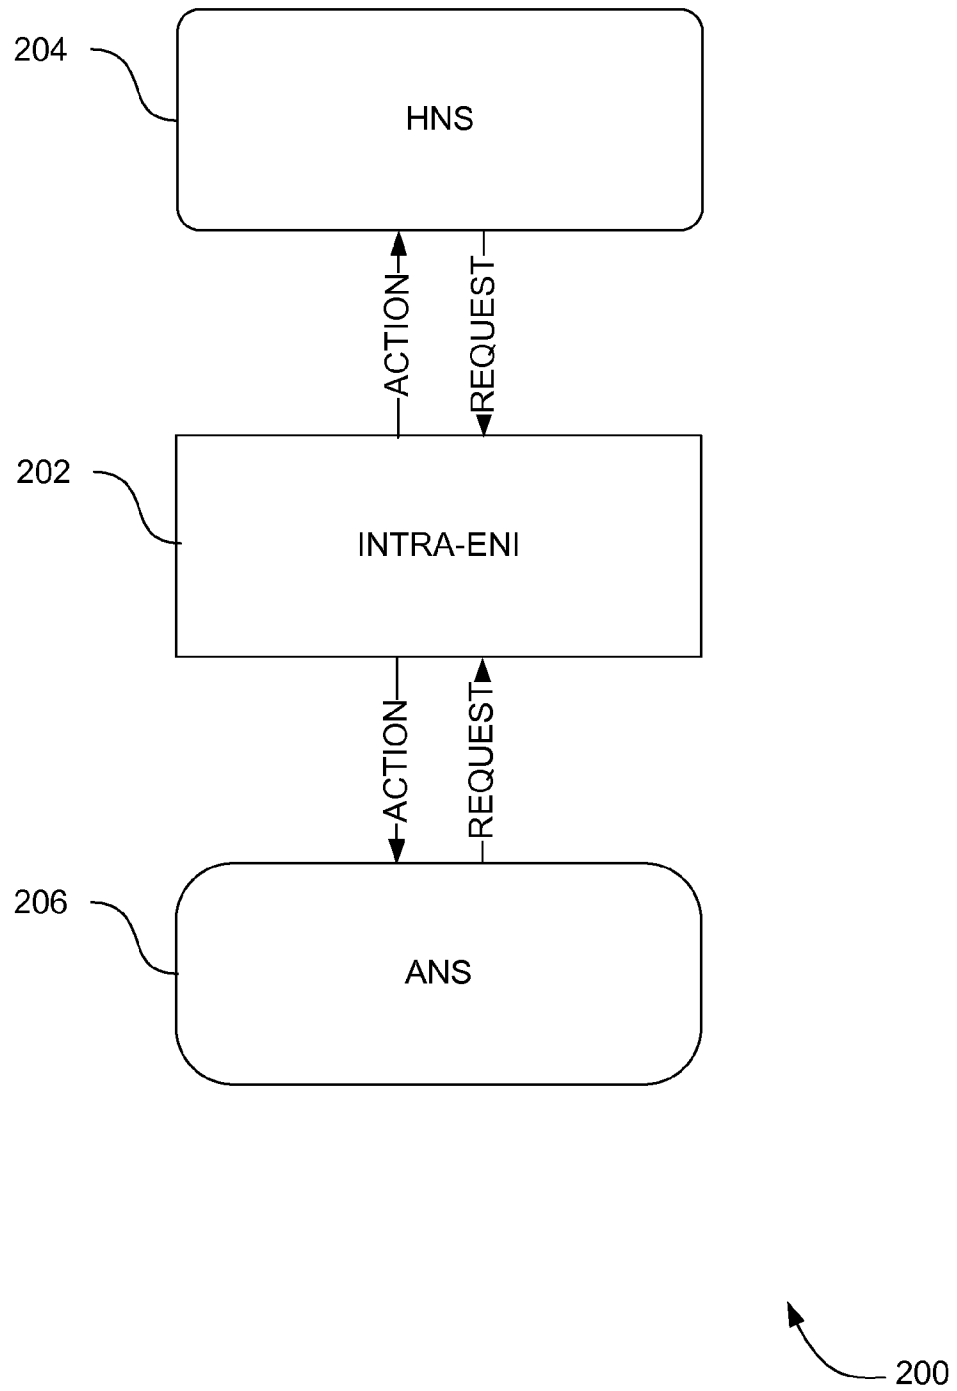 204
HNS
ACTION
REQUEST
202
INTRA-ENI
ACTION
REQUEST
206
ANS
200